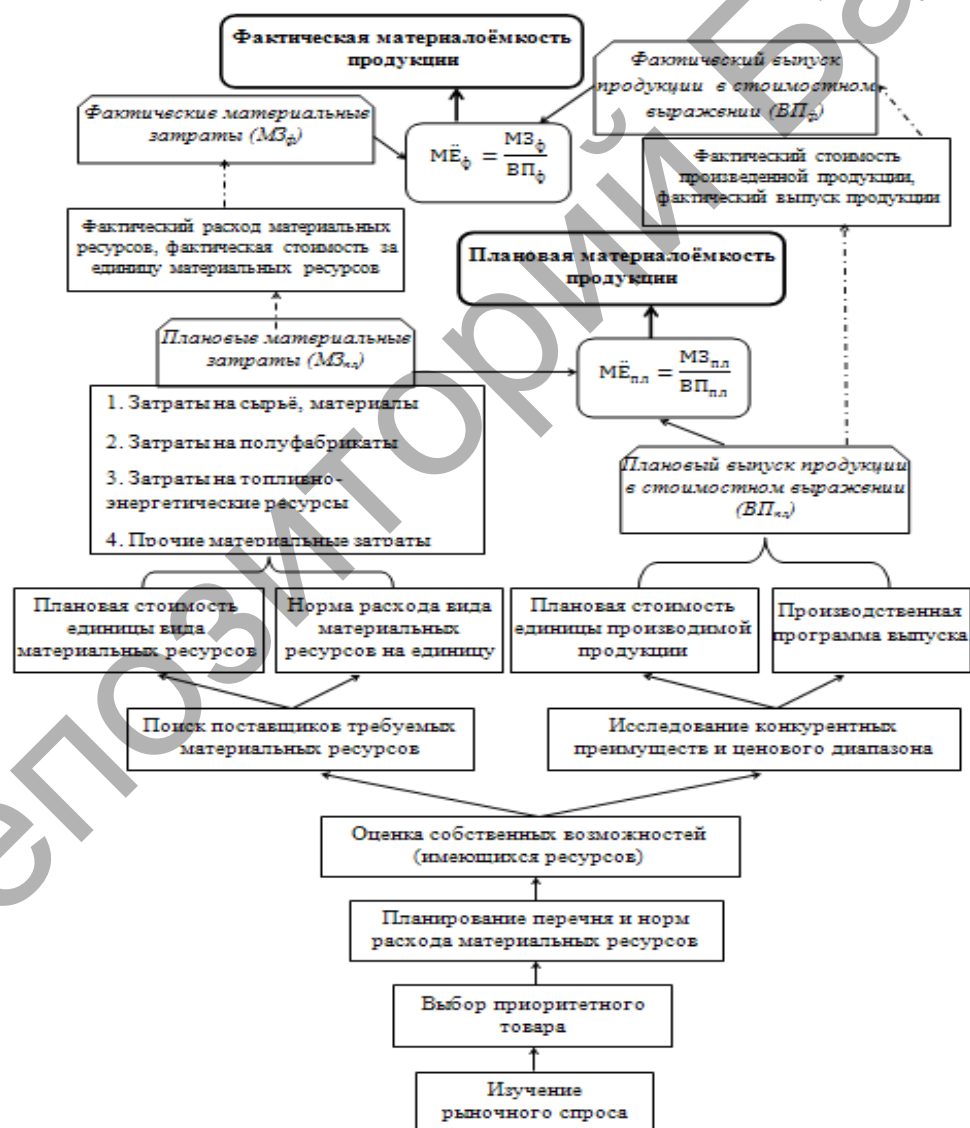 Фактическая материалоёмкость
продукции
Фактический выпуск
продукции в стоимостном
выражении (ВПф)
Фактические материальные
затраты (МЗф)
МЁф = МЗф / ВПф
Фактический стоимость
произведенной продукции,
фактический выпуск продукции
Фактический расход материальных
ресурсов, фактическая стоимость за
единицу материальных ресурсов
Плановая материалоёмкость
продукции
Плановые материальные
затраты (МЗпл)
МЁпл = МЗпл / ВПпл
1. Затраты на сырьё, материалы
2. Затраты на полуфабрикаты
3. Затраты на топливно-
энергетические ресурсы
4. Прочие материальные затраты
Плановый выпуск продукции
в стоимостном выражении
(ВПпл)
Плановая стоимость
единицы вида
материальных ресурсов
Норма расхода вида
материальных
ресурсов на единицу
Плановая стоимость
единицы производимой
продукции
Производственная
программа выпуска
Поиск поставщиков требуемых
материальных ресурсов
Исследование конкурентных
преимуществ и ценового диапазона
Оценка собственных возможностей
(имеющихся ресурсов)
Планирование перечня и норм
расхода материальных ресурсов
Выбор приоритетного
товара
Изучение
рыночного спроса